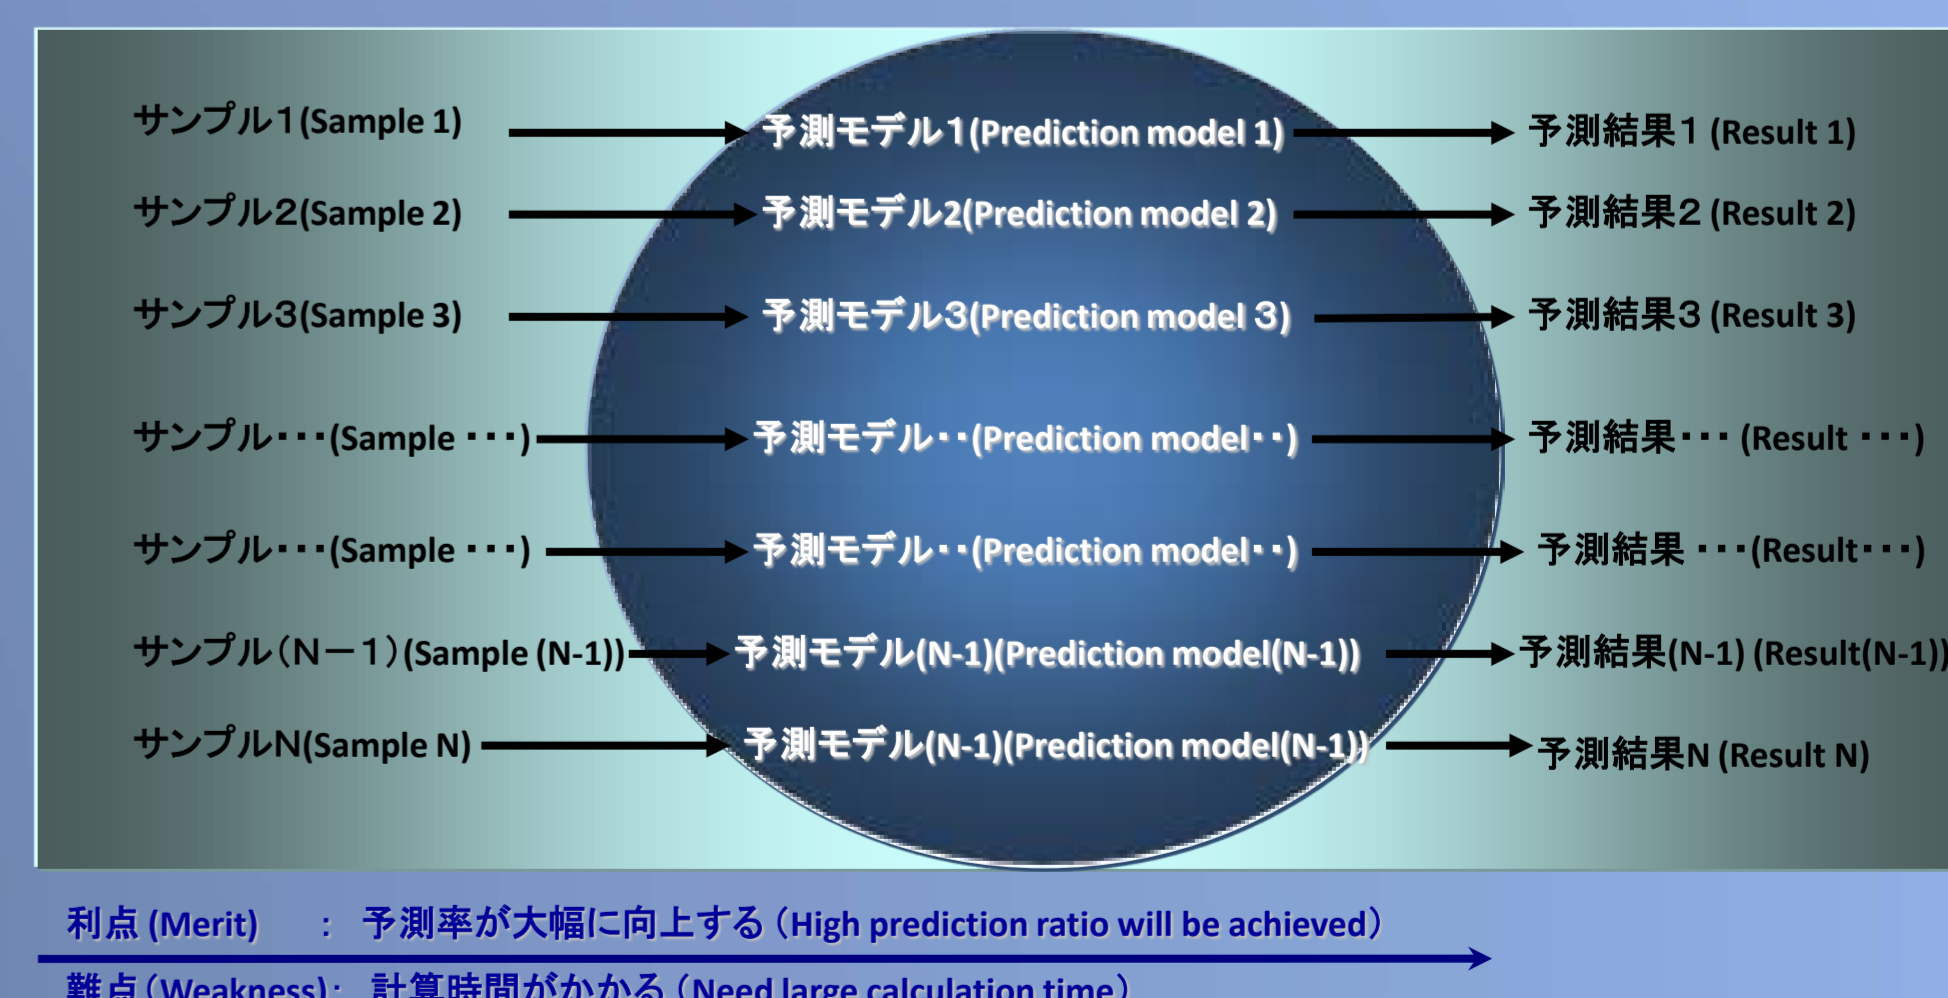 サンプル１(Sample 1) 予測モデル１(Prediction model 1) 予測結果１ (Result 1)
サンプル２(Sample 2) 予測モデル2(Prediction model 2) 予測結果２ (Result 2)
サンプル３(Sample 3) 予測モデル３(Prediction model ３) 予測結果３ (Result 3)
サンプル・・・(Sample ・・・) 予測モデル・・(Prediction model・・) 予測結果・・・ (Result ・・・)
サンプル・・・(Sample ・・・) 予測モデル・・(Prediction model・・) 予測結果 ・・・(Result・・・)
サンプル（Ｎ－１）(Sample (N-1)) 予測モデル(N-1)(Prediction model(N-1)) 予測結果(N-1) (Result(N-1))
サンプルＮ(Sample N) 予測モデル(N-1)(Prediction model(N-1)) 予測結果N (Result N)
利点 (Merit) ： 予測率が大幅に向上する（High prediction ratio will be achieved）
難点（Weakness）： 計算時間がかかる（Need large calculation time）